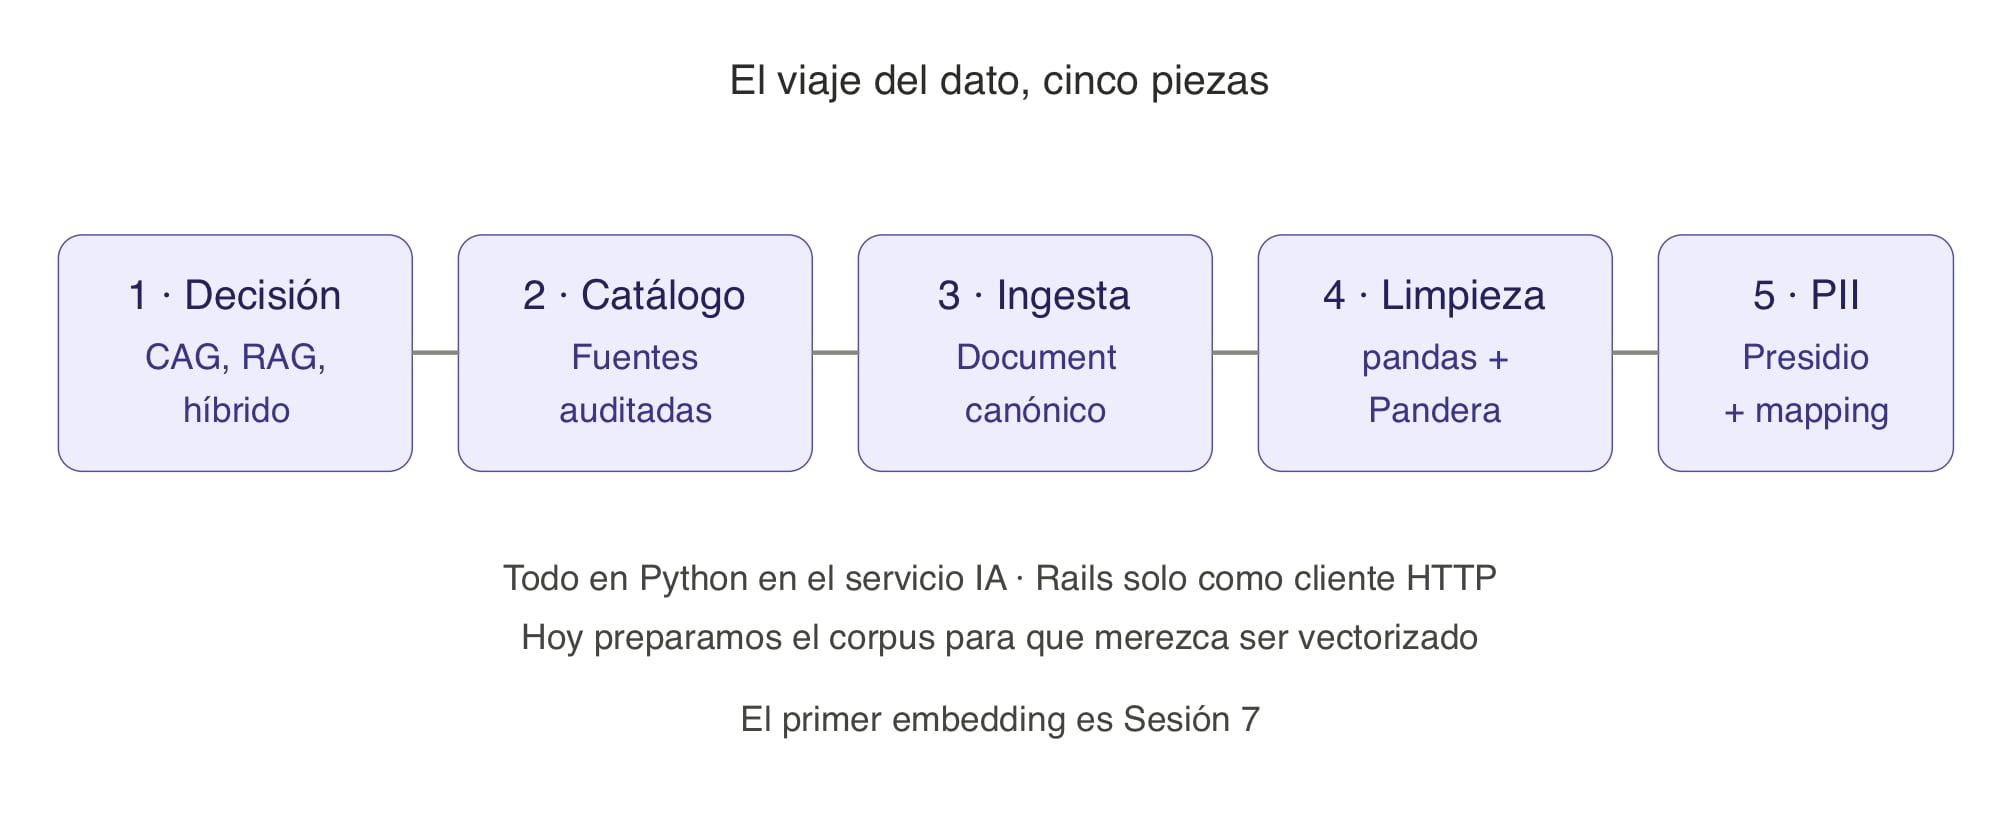 El viaje del dato, cinco piezas
1 · Decisión
CAG, RAG,
híbrido
2 · Catálogo
Fuentes
auditadas
3 · Ingesta
Document
canónico
4 · Limpieza
pandas +
Pandera
5 · PII
Presidio
+ mapping
Todo en Python en el servicio IA · Rails solo como cliente HTTP
Hoy preparamos el corpus para que merezca ser vectorizado
El primer embedding es Sesión 7